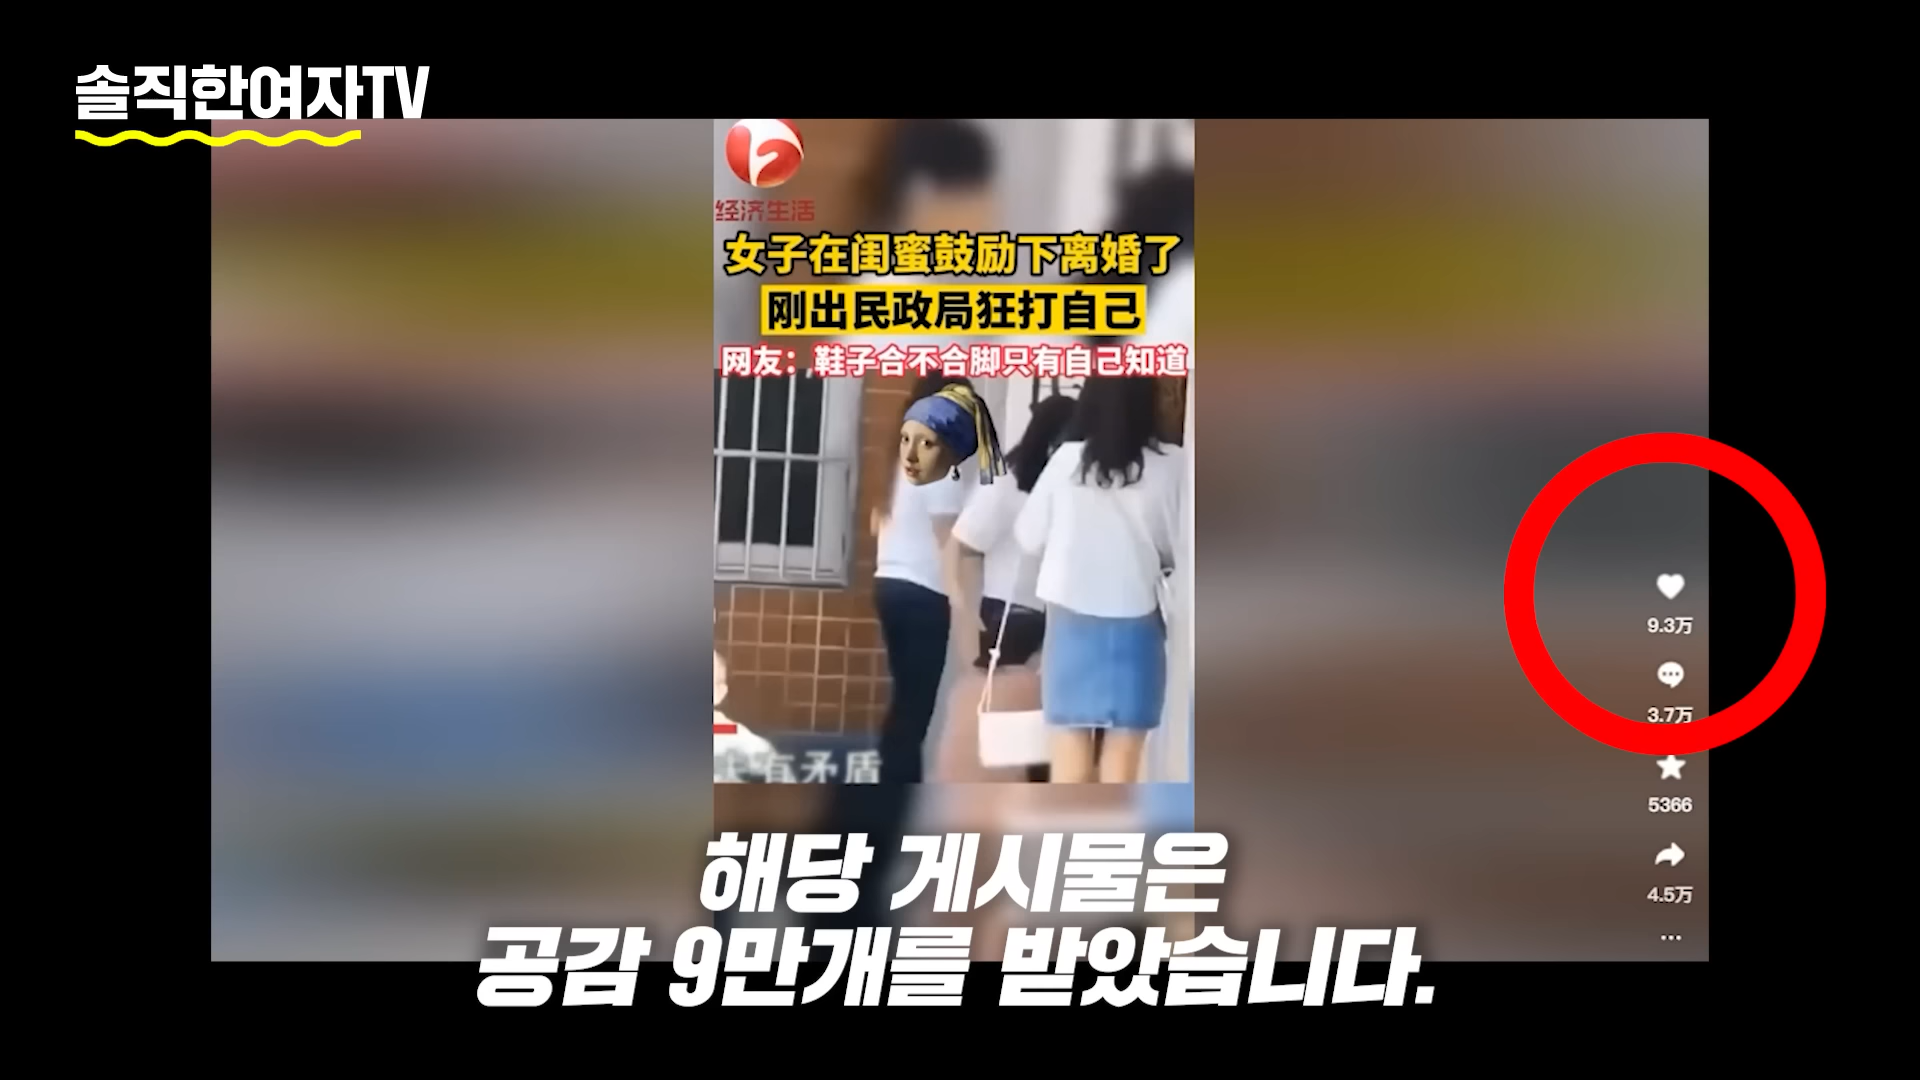 솔직한여자TV
经济生活
女子在闺蜜鼓励下离婚了
刚出民政局狂打自己
网友：鞋子合不合脚只有自己知道
9.3万
3.7万
5366
4.5万
有矛盾
해당 게시물은
공감 9만개를 받았습니다.